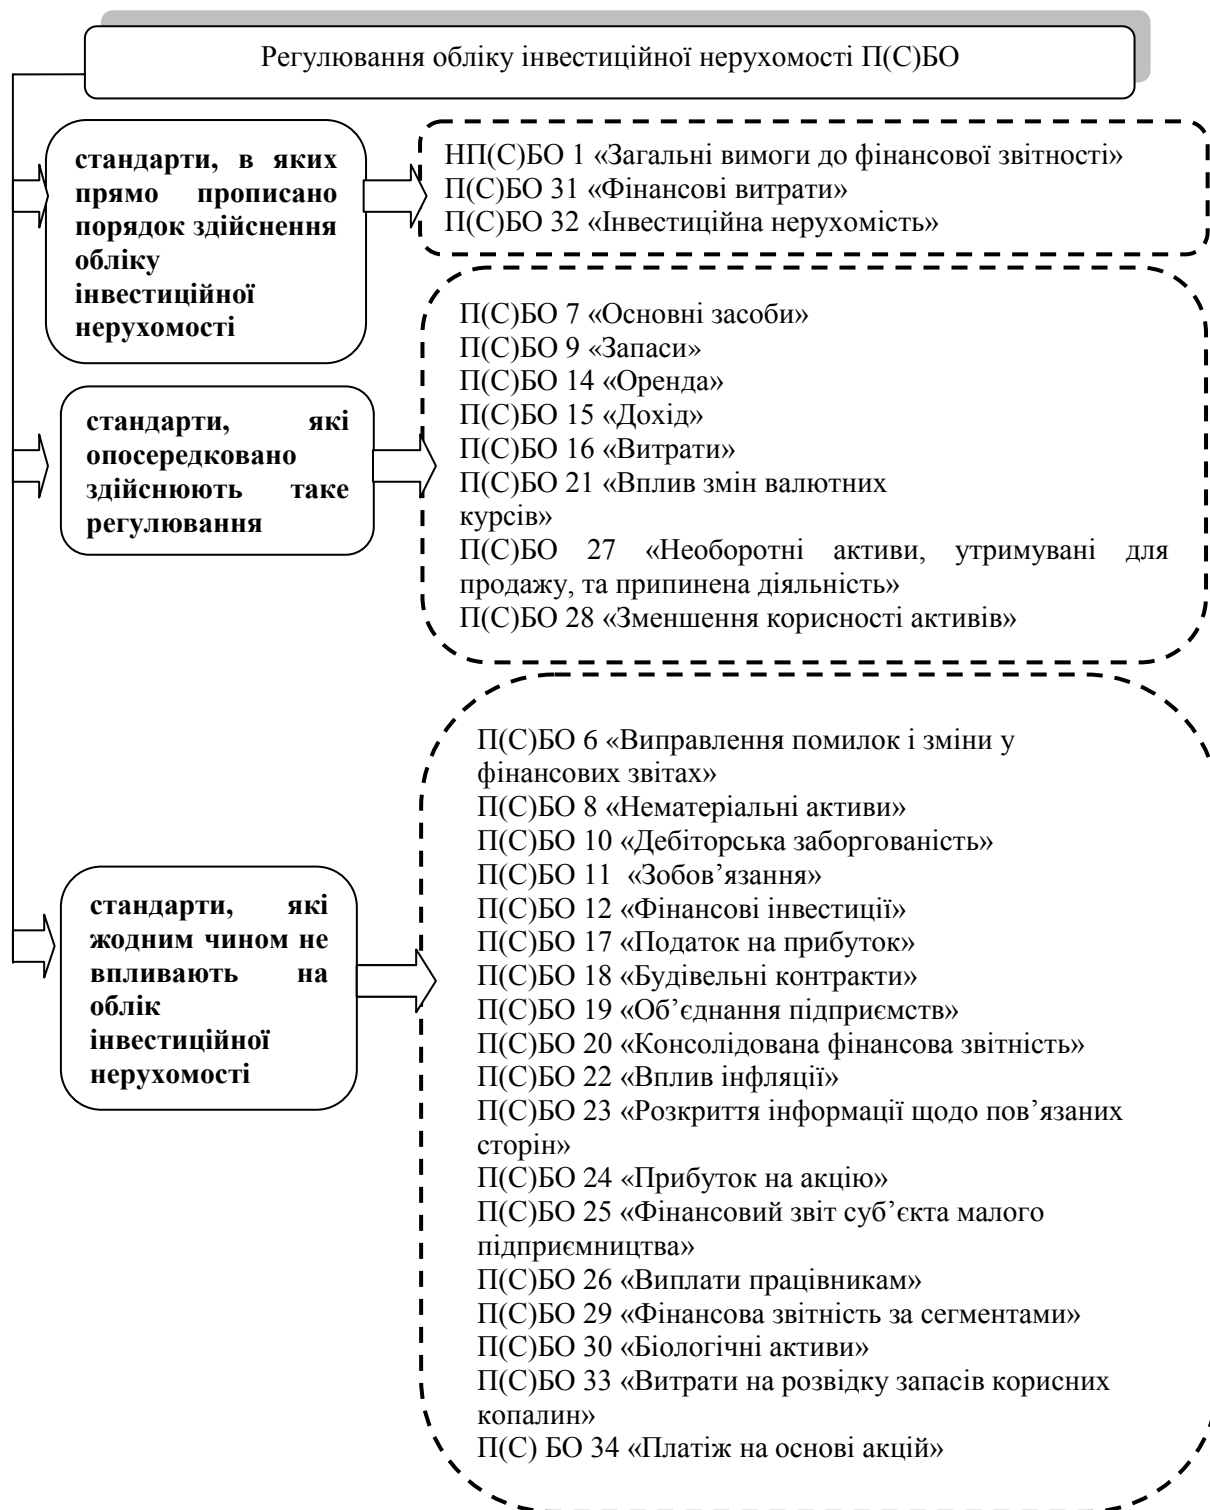 Регулювання обліку інвестиційної нерухомості П(С)БО
стандарти, в яких
прямо прописано
порядок здійснення
обліку
інвестиційної
нерухомості
НП(С)БО 1 «Загальні вимоги до фінансової звітності»
П(С)БО 31 «Фінансові витрати»
П(С)БО 32 «Інвестиційна нерухомість»
стандарти, які
опосередковано
здійснюють таке
регулювання
П(С)БО 7 «Основні засоби»
П(С)БО 9 «Запаси»
П(С)БО 14 «Оренда»
П(С)БО 15 «Дохід»
П(С)БО 16 «Витрати»
П(С)БО 21 «Вплив змін валютних
курсів»
П(С)БО 27 «Необоротні активи, утримувані для
продажу, та припинена діяльність»
П(С)БО 28 «Зменшення корисності активів»
стандарти, які
жодним чином не
впливають на
облік
інвестиційної
нерухомості
П(С)БО 6 «Виправлення помилок і зміни у
фінансових звітах»
П(С)БО 8 «Нематеріальні активи»
П(С)БО 10 «Дебіторська заборгованість»
П(С)БО 11 «Зобов’язання»
П(С)БО 12 «Фінансові інвестиції»
П(С)БО 17 «Податок на прибуток»
П(С)БО 18 «Будівельні контракти»
П(С)БО 19 «Об’єднання підприємств»
П(С)БО 20 «Консолідована фінансова звітність»
П(С)БО 22 «Вплив інфляції»
П(С)БО 23 «Розкриття інформації щодо пов’язаних
сторін»
П(С)БО 24 «Прибуток на акцію»
П(С)БО 25 «Фінансовий звіт суб’єкта малого
підприємництва»
П(С)БО 26 «Виплати працівникам»
П(С)БО 29 «Фінансова звітність за сегментами»
П(С)БО 30 «Біологічні активи»
П(С)БО 33 «Витрати на розвідку запасів корисних
копалин»
П(С) БО 34 «Платіж на основі акцій»